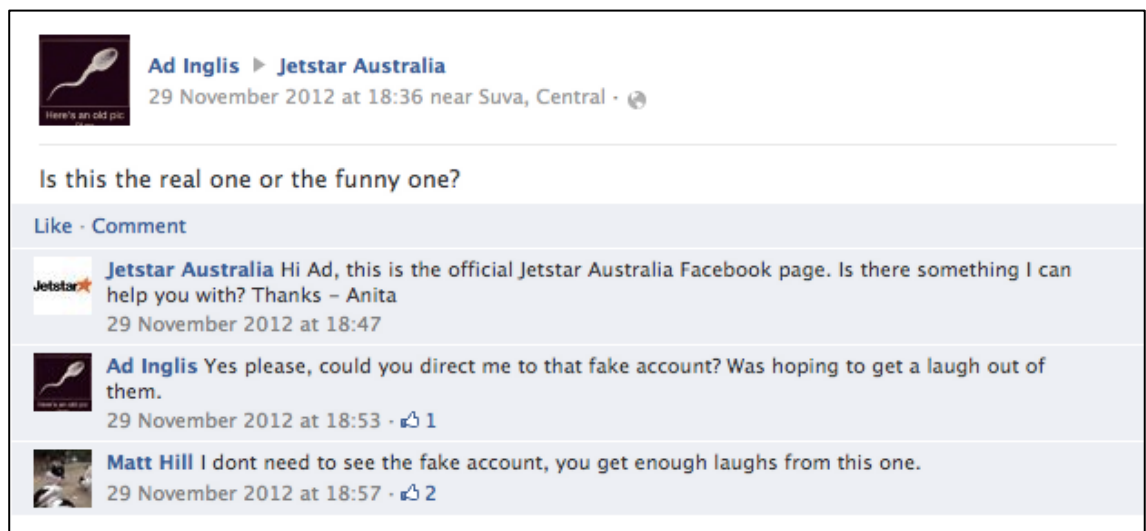 Ad Inglis ▶ Jetstar Australia
29 November 2012 at 18:36 near Suva, Central ·
Here's an old pic
Is this the real one or the funny one?
Like · Comment
Jetstar Australia Hi Ad, this is the official Jetstar Australia Facebook page. Is there something I can
help you with? Thanks – Anita
Jetstar
29 November 2012 at 18:47
Ad Inglis Yes please, could you direct me to that fake account? Was hoping to get a laugh out of
them.
29 November 2012 at 18:53 · 1
Matt Hill I dont need to see the fake account, you get enough laughs from this one.
29 November 2012 at 18:57 · 2